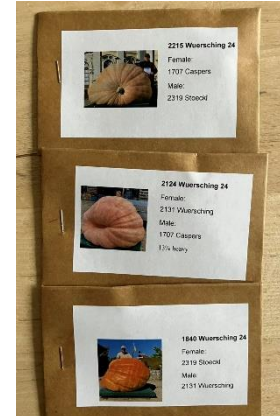 2215 Wuersching 24
Female:
1707 Caspers
Male:
2319 Stoeckl
2124 Wuersching 24
Female:
2131 Wuersching
Male:
1707 Caspers
13% heavy
1840 Wuersching 24
Female:
2319 Stoeckl
Male
2131 Wuersching